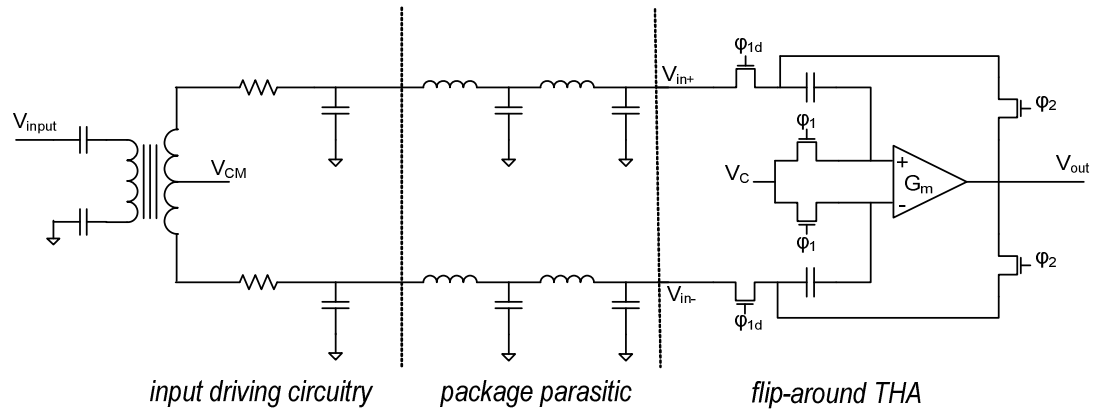 φ1d
Vin+
φ2
Vinput
φ1
VCM
VC
+
Gm
-
Vout
φ1
φ2
Vin-
φ1d
input driving circuitry
package parasitic
flip-around THA